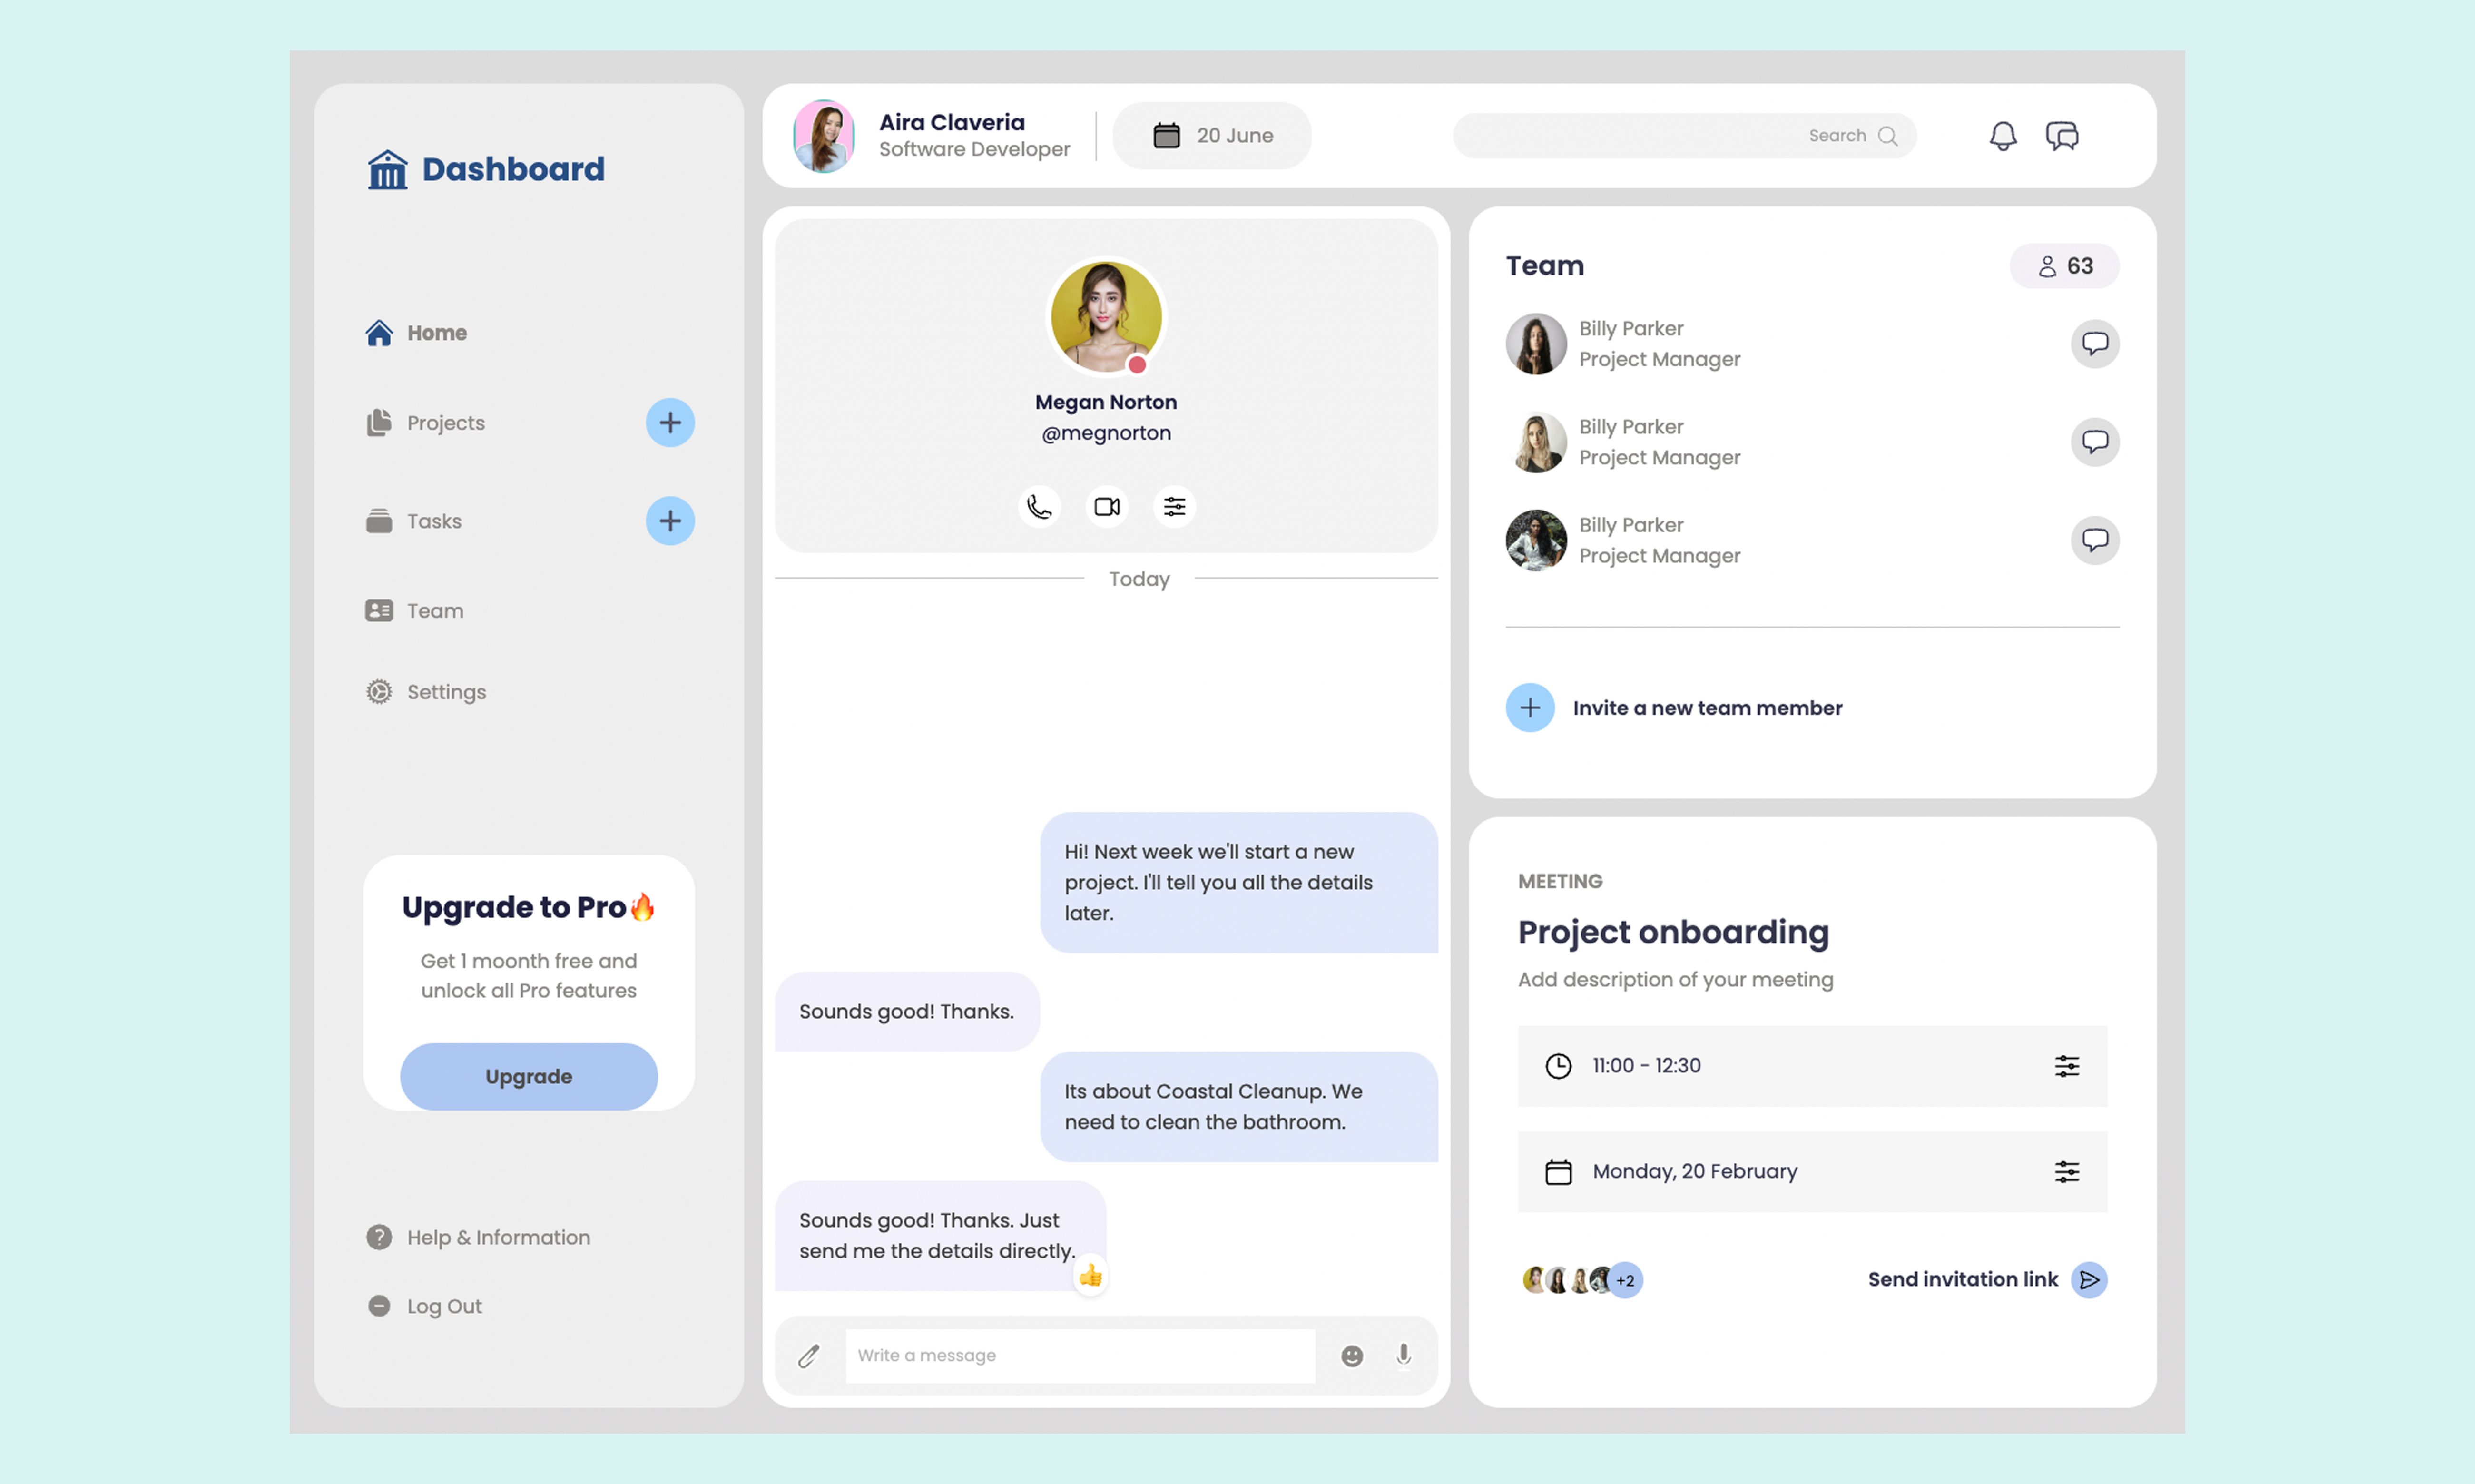 Dashboard
Home
Projects
Tasks
Team
Settings
Upgrade to Pro🔥
Get 1 moonth free and
unlock all Pro features
Upgrade
Help & Information
Log Out
Aira Claveria
Software Developer
20 June
Search
Megan Norton
@megnorton
Today
Hi! Next week we'll start a new
project. I'll tell you all the details
later.
Sounds good! Thanks.
Its about Coastal Cleanup. We
need to clean the bathroom.
Sounds good! Thanks. Just
send me the details directly.
👍
Write a message
Team
63
Billy Parker
Project Manager
Billy Parker
Project Manager
Billy Parker
Project Manager
Invite a new team member
MEETING
Project onboarding
Add description of your meeting
11:00 - 12:30
Monday, 20 February
+2
Send invitation link